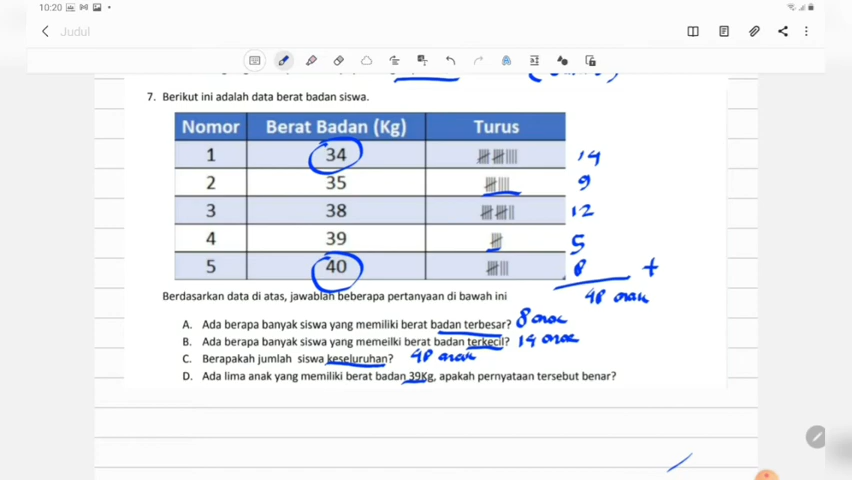 10:20
Judul
7. Berikut ini adalah data berat badan siswa.
Nomor Berat Badan (Kg) Turus
1 34 14
2 35 9
3 38 12
4 39 5
5 40 8 +
48 anak
Berdasarkan data di atas, jawablah beberapa pertanyaan di bawah ini
A. Ada berapa banyak siswa yang memiliki berat badan terbesar? 8 anak
B. Ada berapa banyak siswa yang memeilki berat badan terkecil? 14 anak
C. Berapakah jumlah siswa keseluruhan? 48 anak
D. Ada lima anak yang memiliki berat badan 39Kg, apakah pernyataan tersebut benar?